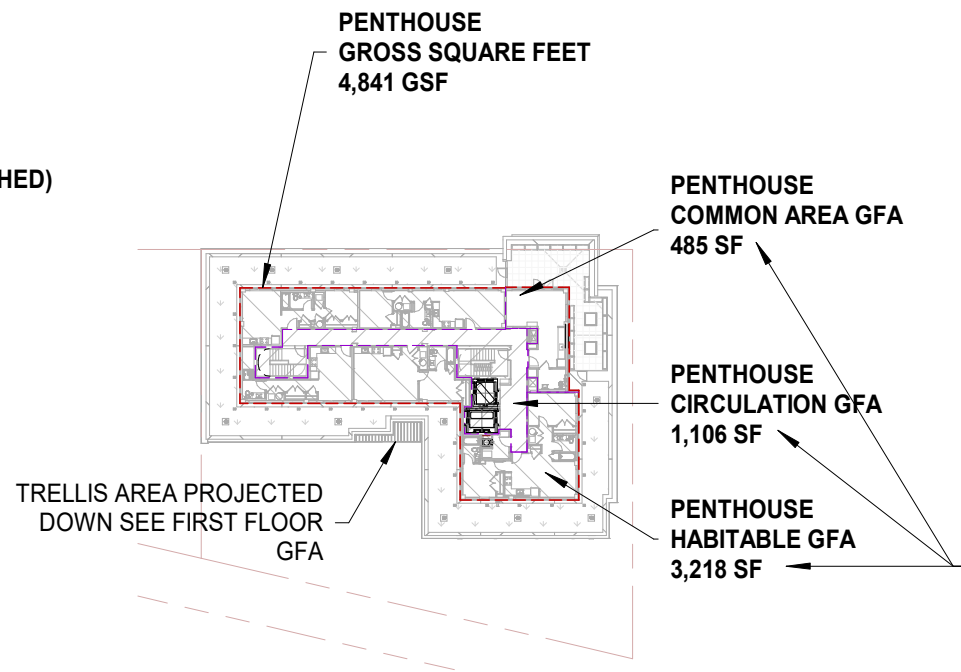 PENTHOUSE
GROSS SQUARE FEET
4,841 GSF
HED)
PENTHOUSE
COMMON AREA GFA
485 SF
PENTHOUSE
CIRCULATION GFA
1,106 SF
TRELLIS AREA PROJECTED
DOWN SEE FIRST FLOOR
GFA
PENTHOUSE
HABITABLE GFA
3,218 SF